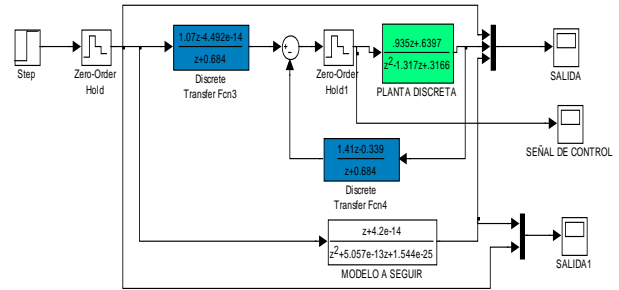 1.07z-4.492e-14
z+0.684
Discrete
Transfer Fcn3
Step
Zero-Order
Hold
+
-
Zero-Order
Hold1
.935z+.6397
z2-1.317z+.3166
PLANTA DISCRETA
SALIDA
SEÑAL DE CONTROL
1.41z-0.339
z+0.684
Discrete
Transfer Fcn4
z+4.2e-14
z2+5.057e-13z+1.544e-25
MODELO A SEGUIR
SALIDA1